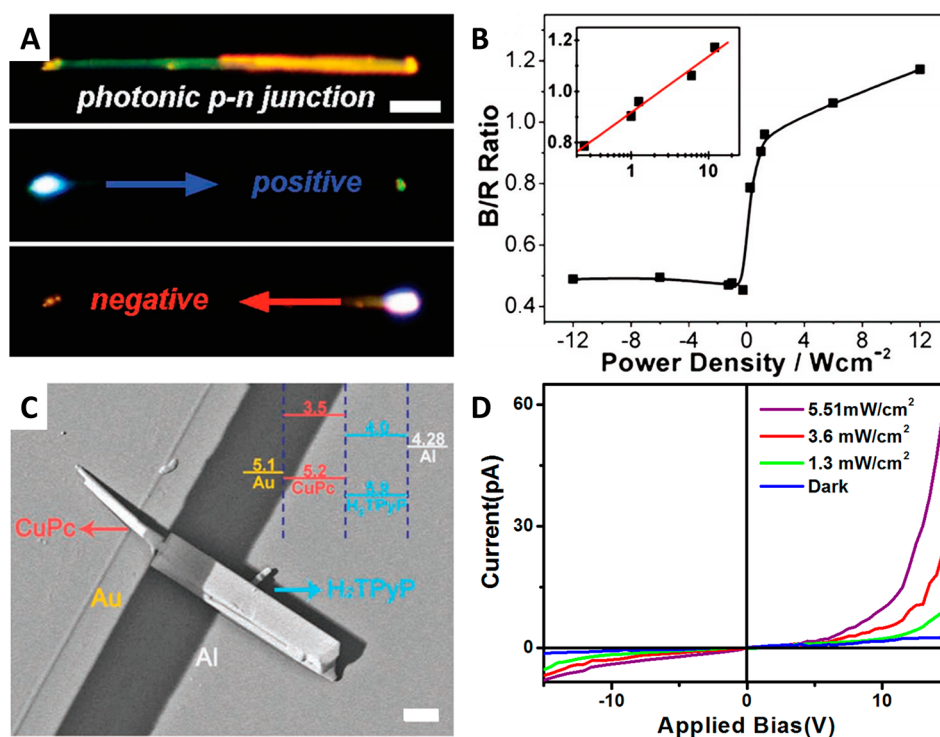 A
photonic p-n junction
positive
negative
B
B/R Ratio
1.2
1.0
0.8
0.6
0.4
-12
-8
-4
0
4
8
12
Power Density / Wcm⁻²
1.2
1.0
0.8
1
10
C
3.5
4.0
4.28
Al
5.1
Au
5.2
CuPc
5.8
H₂TPyP
CuPc
Au
H₂TPyP
Al
D
Current(pA)
60
30
0
5.51mW/cm²
3.6 mW/cm²
1.3 mW/cm²
Dark
-10
0
10
Applied Bias(V)